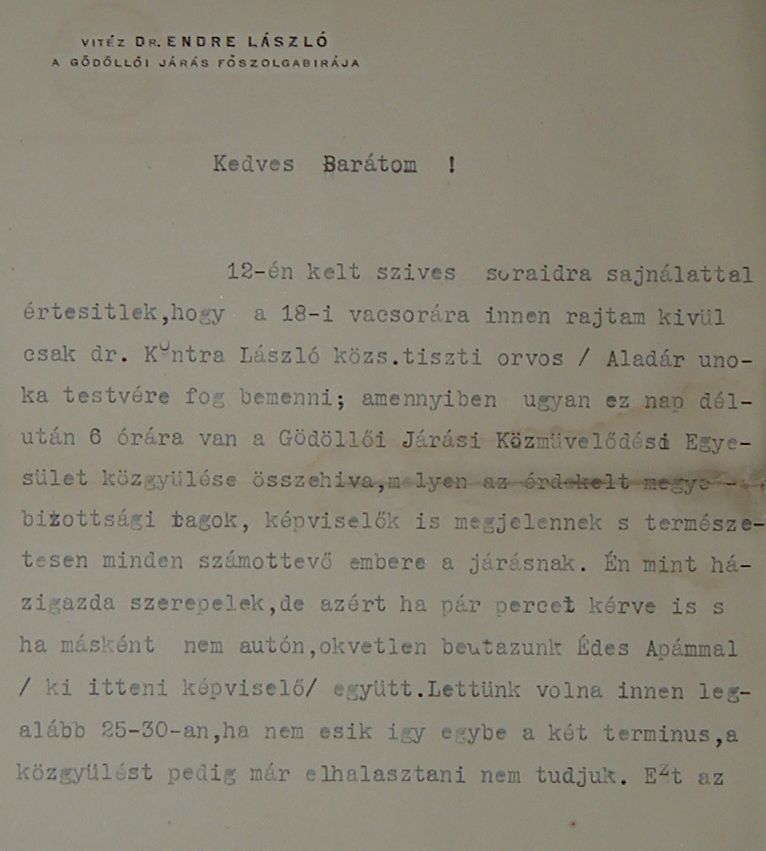 VITÉZ DR. ENDRE LÁSZLÓ
A GÖDÖLLŐI JÁRÁS FŐSZOLGABIRÁJA
Kedves Barátom !
12-én kelt szives soraidra sajnálattal
értesitlek,hogy a 18-i vacsorára innen rajtam kivül
csak dr. Kontra László közs.tiszti orvos / Aladár uno-
ka testvére fog bemenni; amennyiben ugyan ez nap dél-
után 6 órára van a Gödöllői Járási Közmüvelődési Egye-
sület közgyülése összehiva,melyen az érdekelt megye -
bizottsági tagok, képviselők is megjelennek s természe-
tesen minden számottevő embere a járásnak. Én mint há-
zigazda szerepelek,de azért ha pár percet kérve is s
ha másként nem autón,okvetlen beutazunk Édes Apámmal
/ ki itteni képviselő/ együtt.Lettünk volna innen leg-
alább 25-30-an,ha nem esik igy egybe a két terminus,a
közgyülést pedig már elhalasztani nem tudjuk. Ezt az